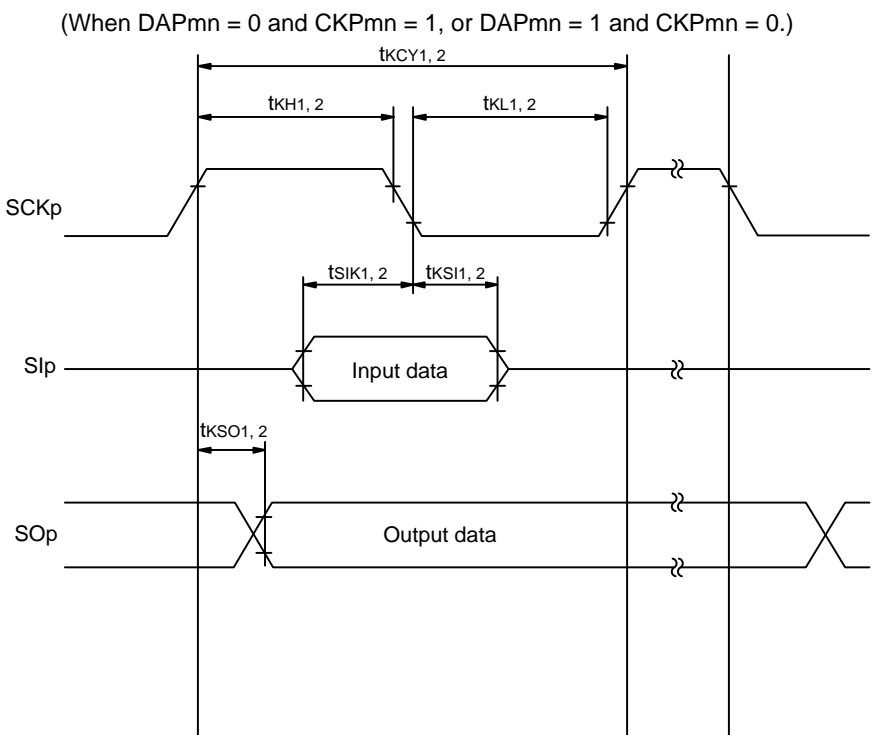 (When DAPmn = 0 and CKPmn = 1, or DAPmn = 1 and CKPmn = 0.)
tKCY1, 2
tKH1, 2
tKL1, 2
SCKp
tSIK1, 2
tKSI1, 2
SIp
Input data
tKSO1, 2
SOp
Output data